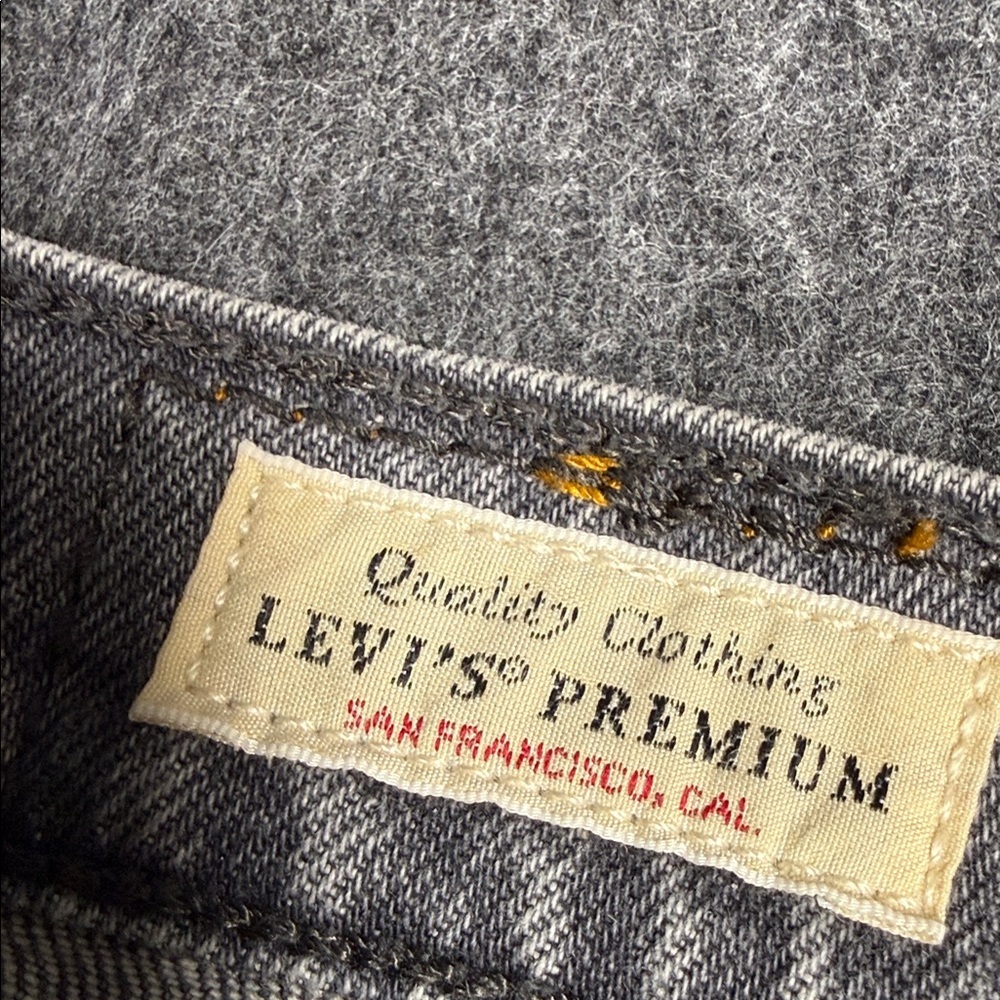 Quality Clothing
LEVI'S® PREMIUM
SAN FRANCISCO, CAL.